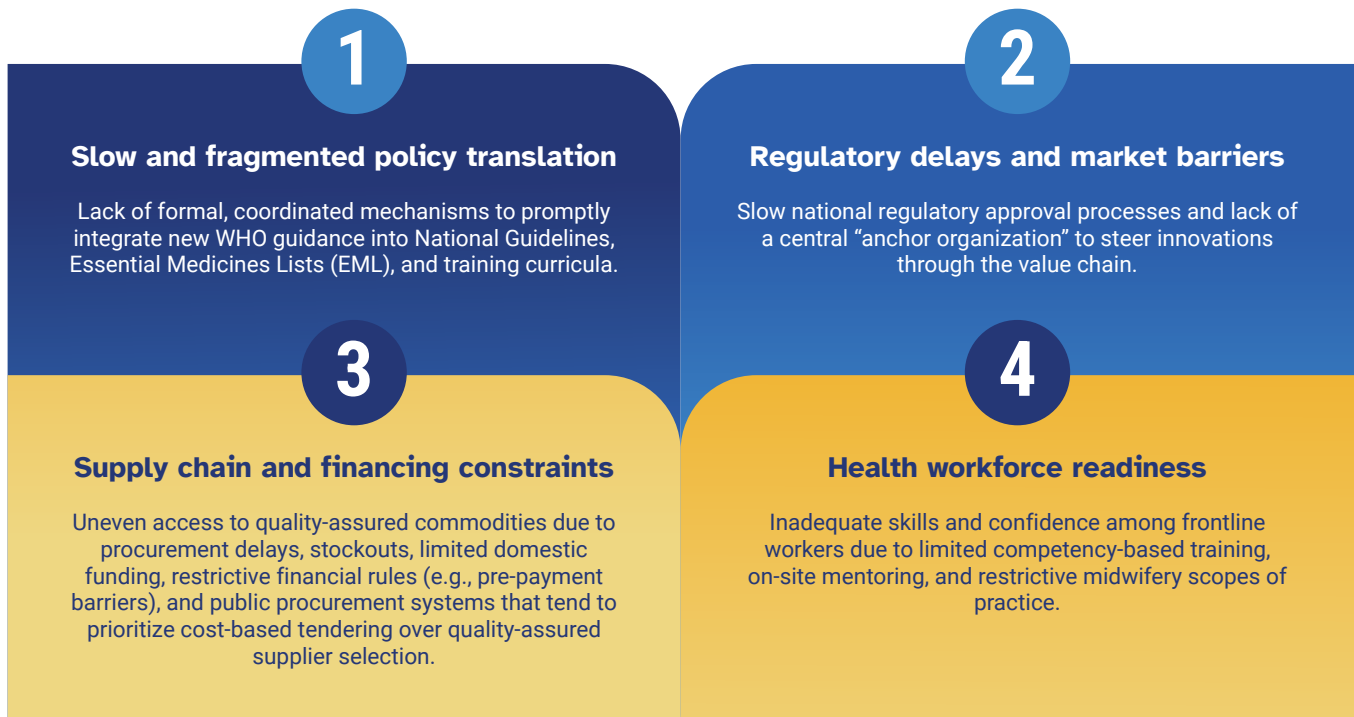 1
Slow and fragmented policy translation
Lack of formal, coordinated mechanisms to promptly
integrate new WHO guidance into National Guidelines,
Essential Medicines Lists (EML), and training curricula.
2
Regulatory delays and market barriers
Slow national regulatory approval processes and lack of
a central “anchor organization” to steer innovations
through the value chain.
3
Supply chain and financing constraints
Uneven access to quality-assured commodities due to
procurement delays, stockouts, limited domestic
funding, restrictive financial rules (e.g., pre-payment
barriers), and public procurement systems that tend to
prioritize cost-based tendering over quality-assured
supplier selection.
4
Health workforce readiness
Inadequate skills and confidence among frontline
workers due to limited competency-based training,
on-site mentoring, and restrictive midwifery scopes of
practice.